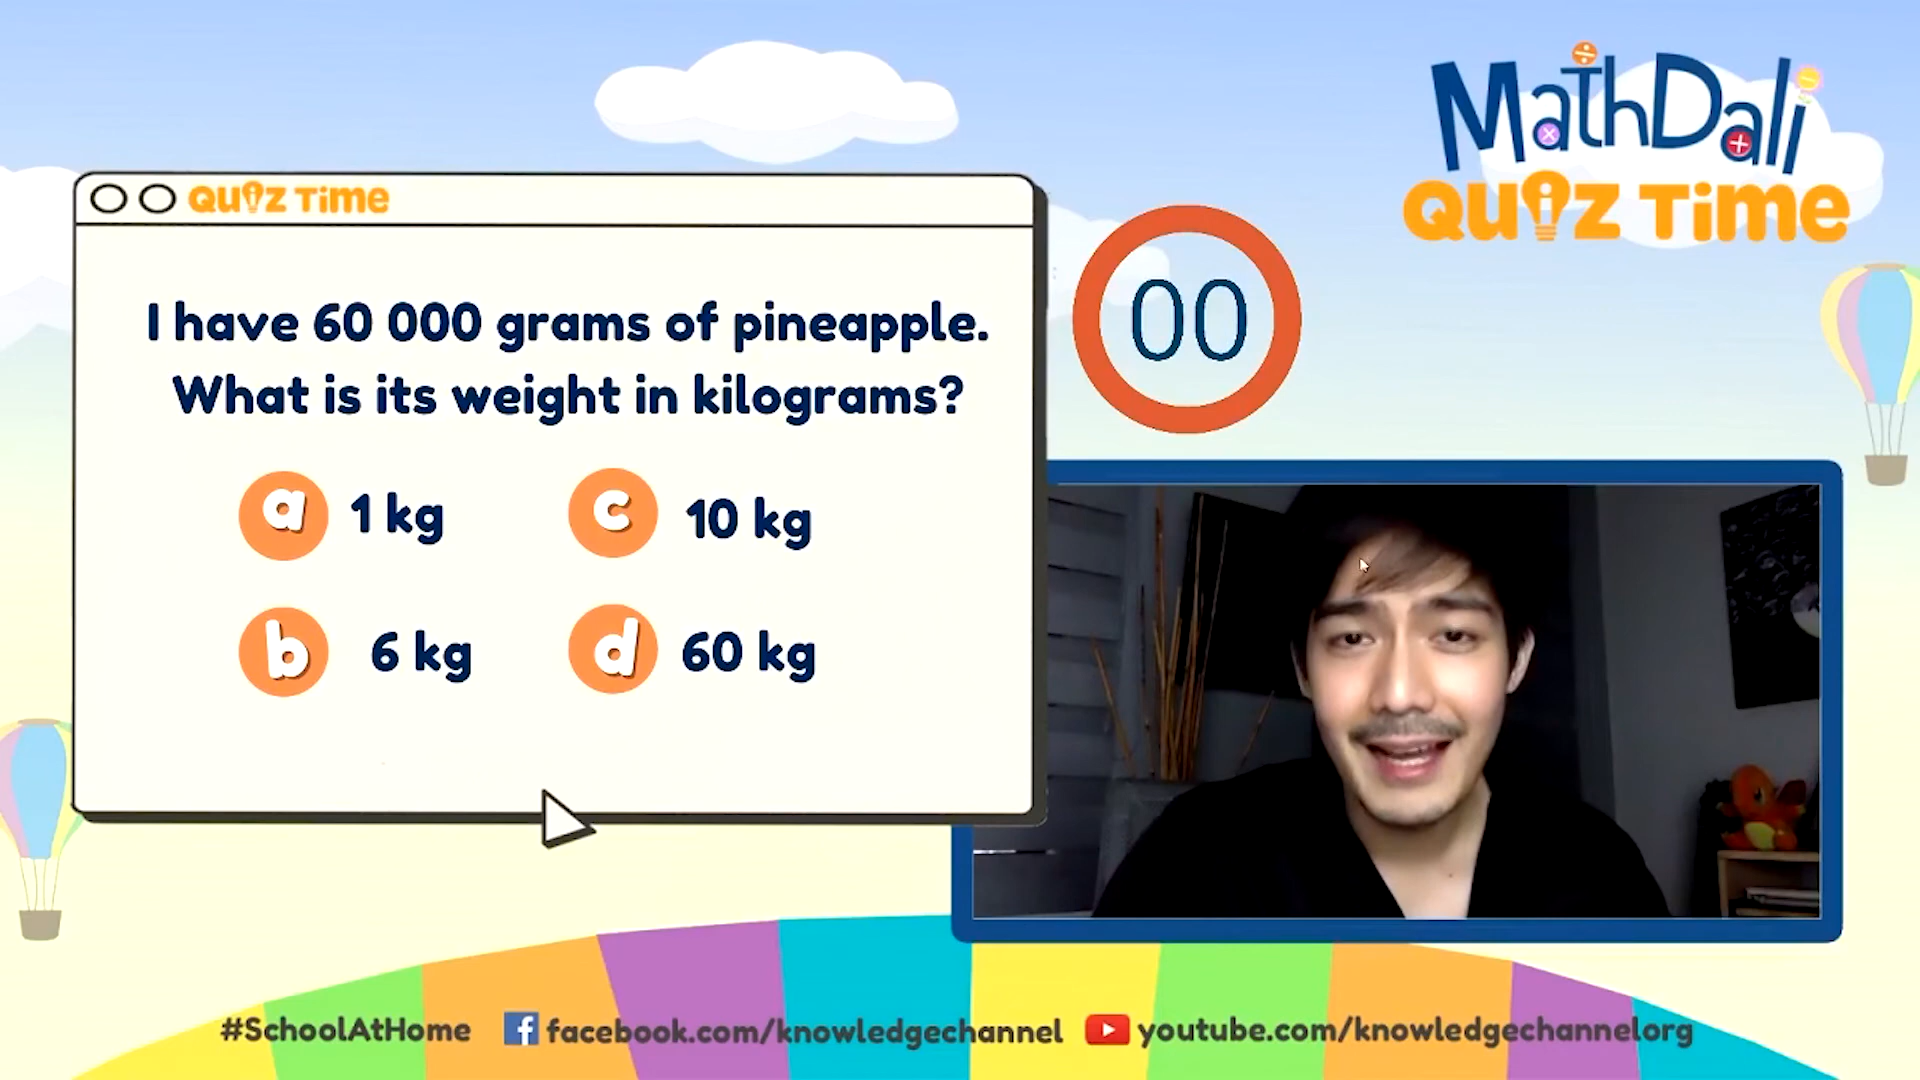 MathDali
QUIZ TIME
QUIZ TIME
00
I have 60 000 grams of pineapple.
What is its weight in kilograms?
a 1 kg
c 10 kg
b 6 kg
d 60 kg
#SchoolAtHome facebook.com/knowledgechannel youtube.com/knowledgechannelorg